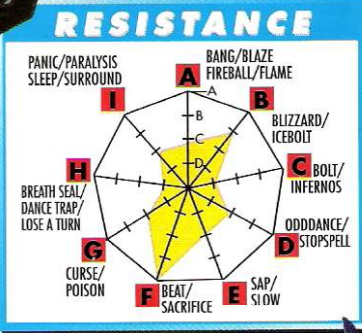 RESISTANCE
PANIC/PARALYSIS
SLEEP/SURROUND
A
BANG/BLAZE
FIREBALL/FLAME
A
B
C
D
I
B
BLIZZARD/
ICEBOLT
H
BREATH SEAL/
DANCE TRAP/
LOSE A TURN
C
BOLT/
INFERNOS
G
CURSE/
POISON
D
ODDDANCE/
STOPSPELL
F
BEAT/
SACRIFICE
E
SAP/
SLOW